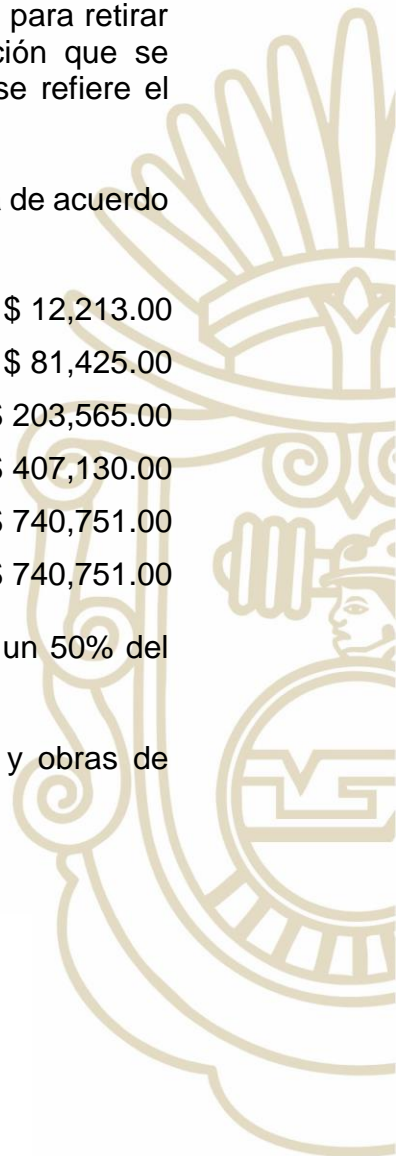 para retirar
ción que se
se refiere el
de acuerdo
$ 12,213.00
$ 81,425.00
$ 203,565.00
$ 407,130.00
$ 740,751.00
$ 740,751.00
un 50% del
y obras de